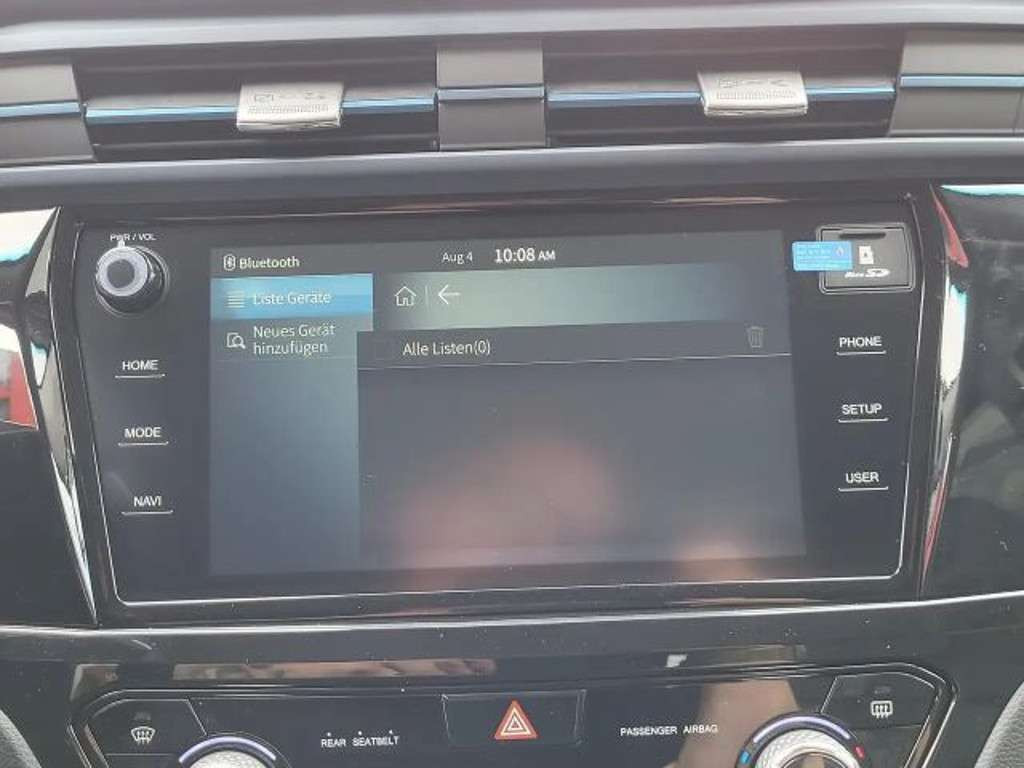 PWR / VOL
Bluetooth
Aug 4
10:08 AM
Liste Geräte
Neues Gerät
hinzufügen
Alle Listen(0)
HOME
MODE
NAVI
PHONE
SETUP
USER
REAR SEATBELT
PASSENGER AIRBAG